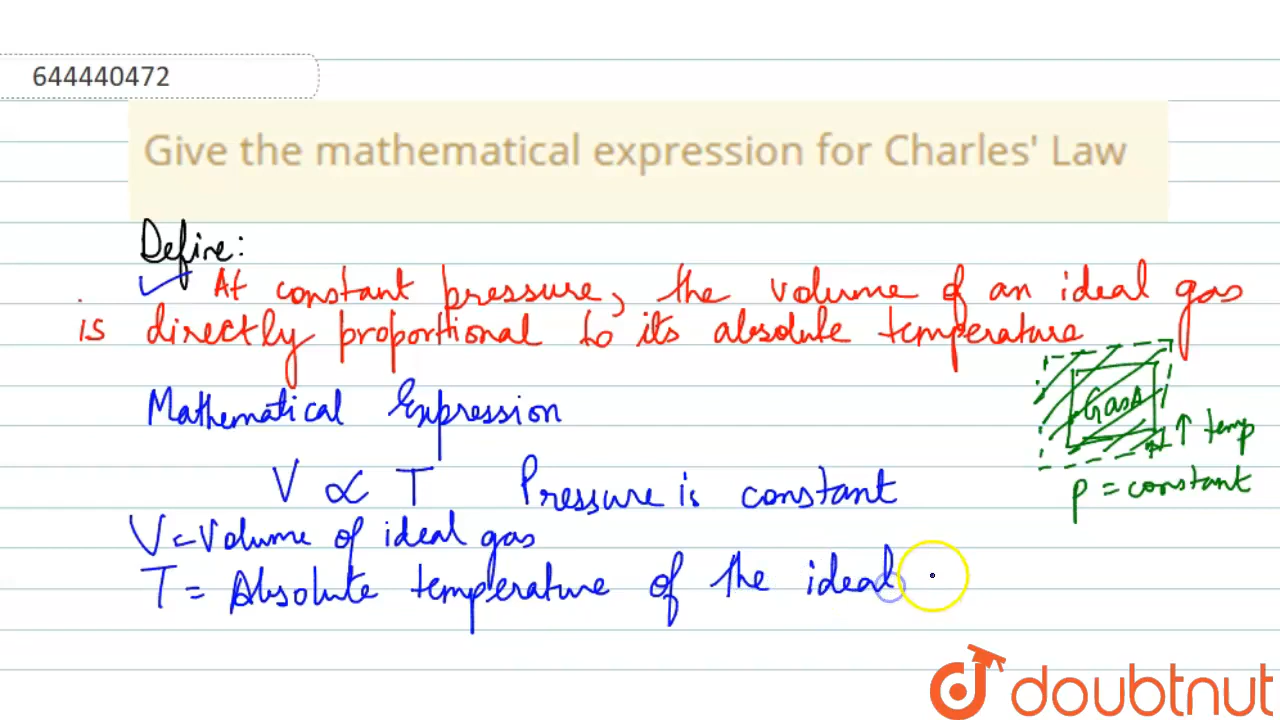 644440472
Give the mathematical expression for Charles' Law
Define:
At constant pressure, the volume of an ideal gas
is directly proportional to its absolute temperature
Mathematical Expression
Gas
↑ temp
P = constant
V ∝ T Pressure is constant
V = Volume of ideal gas
T = Absolute temperature of the ideal
doubtnut